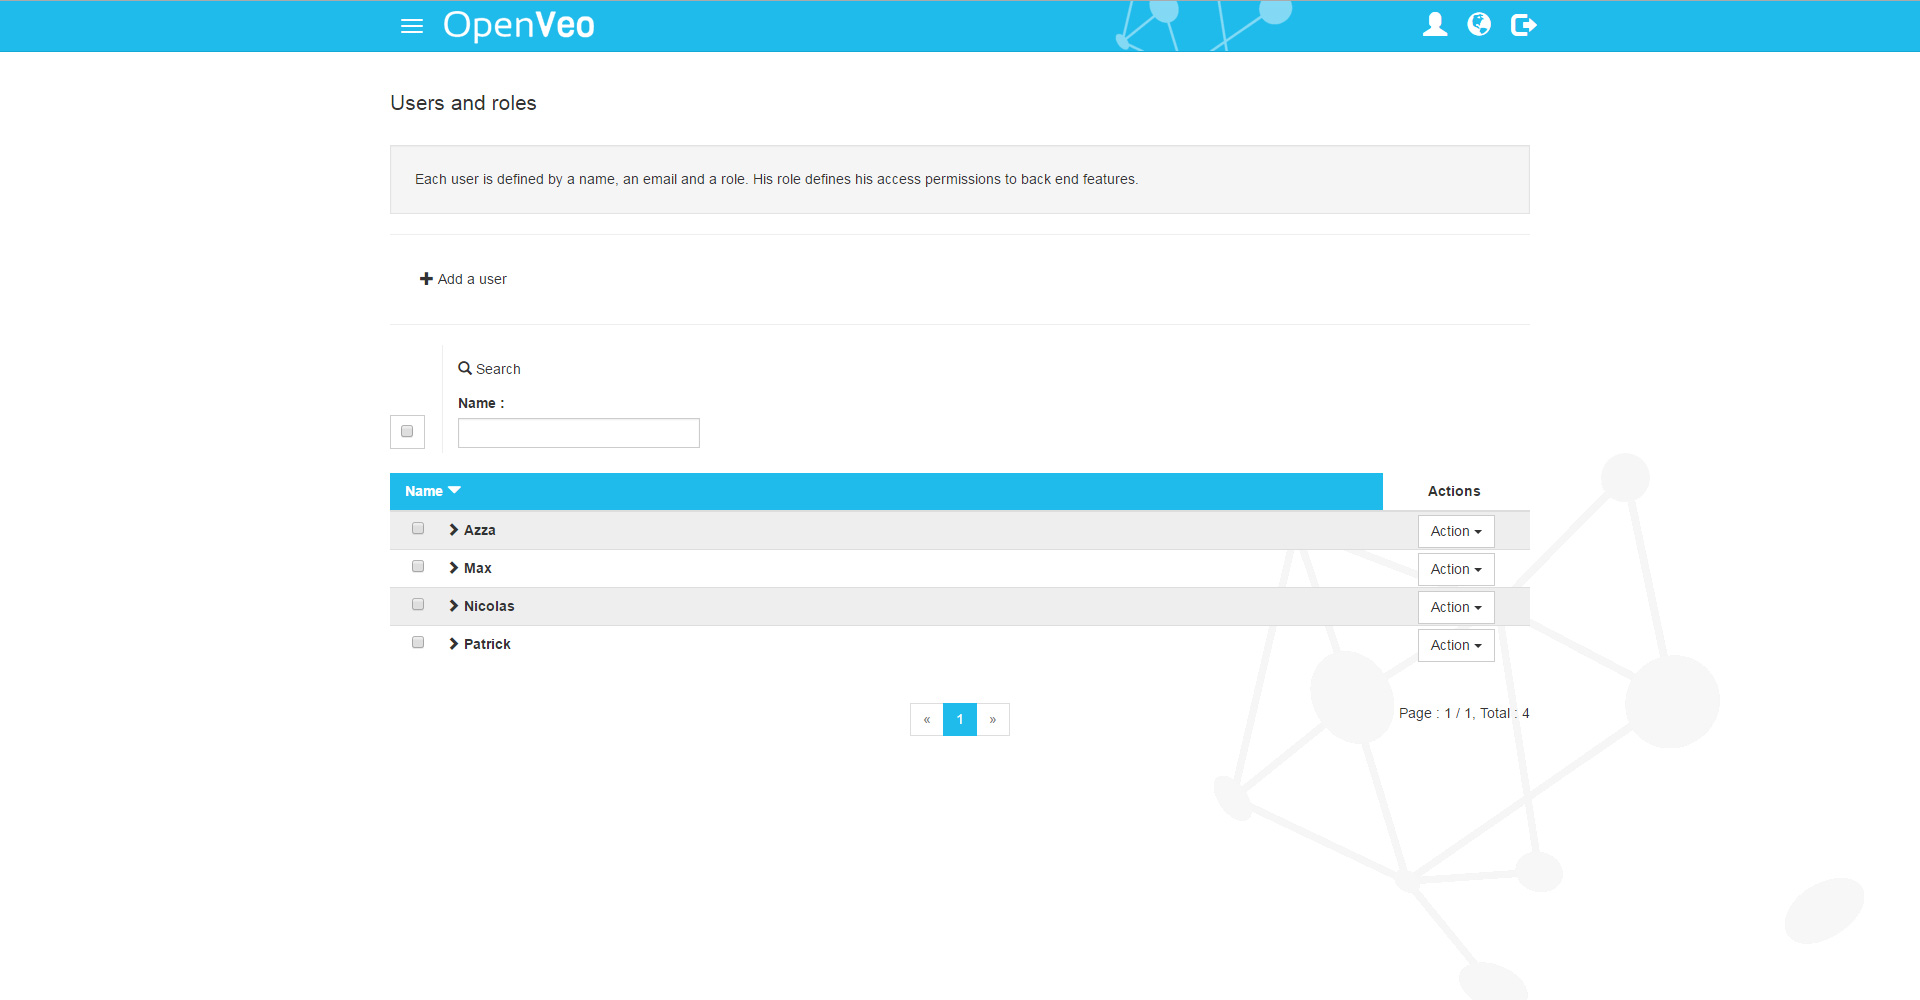 OpenVeo
Users and roles
Each user is defined by a name, an email and a role. His role defines his access permissions to back end features.
Add a user
Search
Name :
Name Actions
Azza Action
Max Action
Nicolas Action
Patrick Action
« 1 » Page : 1 / 1, Total : 4